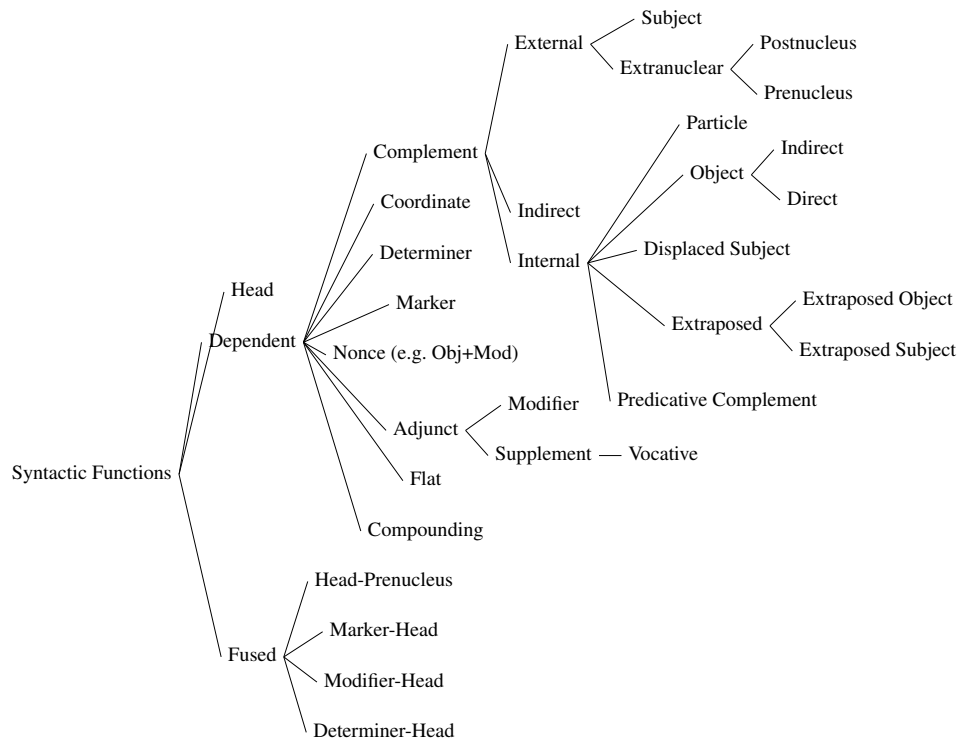 Subject
External
Postnucleus
Extranuclear
Prenucleus
Particle
Indirect
Complement
Object
Direct
Coordinate
Indirect
Determiner
Displaced Subject
Internal
Head
Extraposed Object
Marker
Extraposed
Dependent
Extraposed Subject
Nonce (e.g. Obj+Mod)
Predicative Complement
Modifier
Adjunct
Supplement
Vocative
Syntactic Functions
Flat
Compounding
Head-Prenucleus
Marker-Head
Fused
Modifier-Head
Determiner-Head